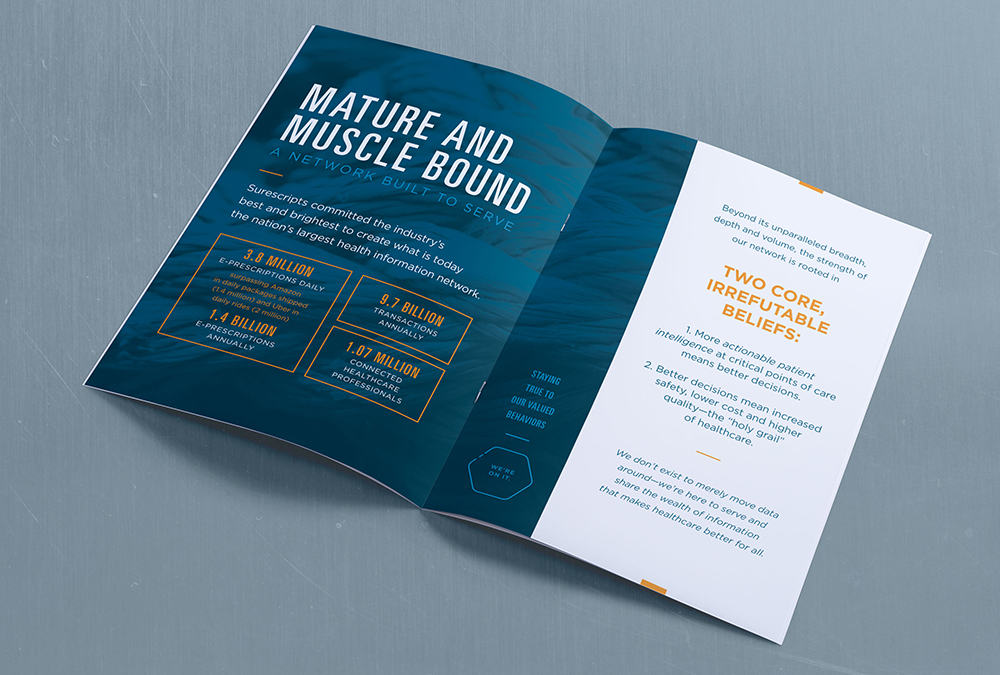 MATURE AND
MUSCLE BOUND
A NETWORK BUILT TO SERVE
Surescripts committed the industry's
best and brightest to create what is today
the nation's largest health information network.
3.8 MILLION
E-PRESCRIPTIONS DAILY
surpassing Amazon
in daily packages shipped
(1.4 million) and Uber in
daily rides (2 million)
1.4 BILLION
E-PRESCRIPTIONS
ANNUALLY
9.7 BILLION
TRANSACTIONS
ANNUALLY
1.07 MILLION
CONNECTED
HEALTHCARE
PROFESSIONALS
STAYING
TRUE TO
OUR VALUED
BEHAVIORS
WE'RE
ON IT.
Beyond its unparalleled breadth,
depth and volume, the strength of
our network is rooted in
TWO CORE,
IRREFUTABLE
BELIEFS:
1. More actionable patient
intelligence at critical points of care
means better decisions.
2. Better decisions mean increased
safety, lower cost and higher
quality—the "holy grail"
of healthcare.
We don't exist to merely move data
around—we're here to serve and
share the wealth of information
that makes healthcare better for all.